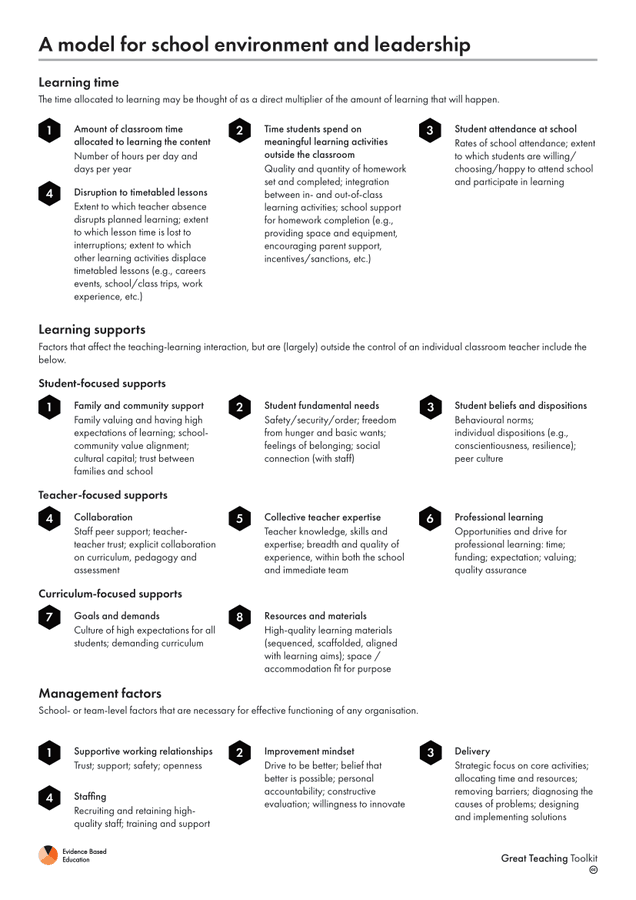 A model for school environment and leadership
Learning time
The time allocated to learning may be thought of as a direct multiplier of the amount of learning that will happen.
1
Amount of classroom time
allocated to learning the content
Number of hours per day and
days per year
2
Time students spend on
meaningful learning activities
outside the classroom
Quality and quantity of homework
set and completed; integration
between in- and out-of-class
learning activities; school support
for homework completion (e.g.,
providing space and equipment,
encouraging parent support,
incentives/sanctions, etc.)
3
Student attendance at school
Rates of school attendance; extent
to which students are willing/
choosing/happy to attend school
and participate in learning
4
Disruption to timetabled lessons
Extent to which teacher absence
disrupts planned learning; extent
to which lesson time is lost to
interruptions; extent to which
other learning activities displace
timetabled lessons (e.g., careers
events, school/class trips, work
experience, etc.)
Learning supports
Factors that affect the teaching-learning interaction, but are (largely) outside the control of an individual classroom teacher include the
below.
Student-focused supports
1
Family and community support
Family valuing and having high
expectations of learning; school-
community value alignment;
cultural capital; trust between
families and school
2
Student fundamental needs
Safety/security/order; freedom
from hunger and basic wants;
feelings of belonging; social
connection (with staff)
3
Student beliefs and dispositions
Behavioural norms;
individual dispositions (e.g.,
conscientiousness, resilience);
peer culture
Teacher-focused supports
4
Collaboration
Staff peer support; teacher-
teacher trust; explicit collaboration
on curriculum, pedagogy and
assessment
5
Collective teacher expertise
Teacher knowledge, skills and
expertise; breadth and quality of
experience, within both the school
and immediate team
6
Professional learning
Opportunities and drive for
professional learning: time;
funding; expectation; valuing;
quality assurance
Curriculum-focused supports
7
Goals and demands
Culture of high expectations for all
students; demanding curriculum
8
Resources and materials
High-quality learning materials
(sequenced, scaffolded, aligned
with learning aims); space /
accommodation fit for purpose
Management factors
School- or team-level factors that are necessary for effective functioning of any organisation.
1
Supportive working relationships
Trust; support; safety; openness
2
Improvement mindset
Drive to be better; belief that
better is possible; personal
accountability; constructive
evaluation; willingness to innovate
3
Delivery
Strategic focus on core activities;
allocating time and resources;
removing barriers; diagnosing the
causes of problems; designing
and implementing solutions
4
Staffing
Recruiting and retaining high-
quality staff; training and support
Evidence Based
Education
Great Teaching Toolkit
cc